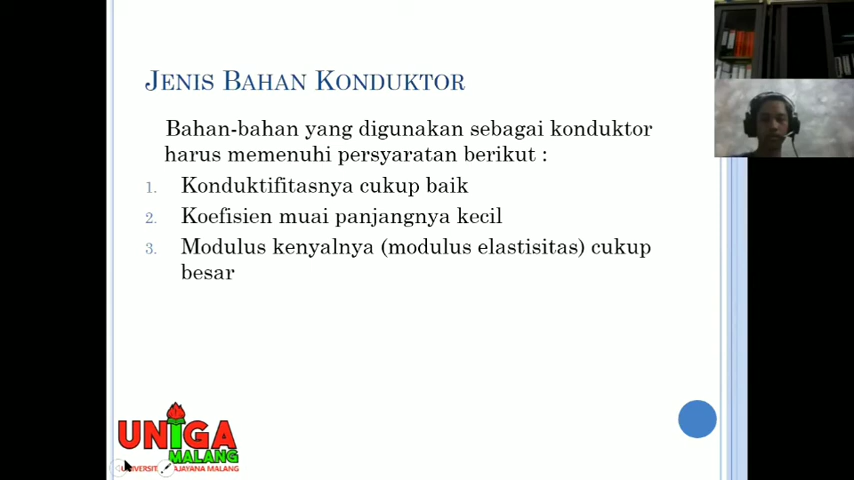 JENIS BAHAN KONDUKTOR
Bahan-bahan yang digunakan sebagai konduktor
harus memenuhi persyaratan berikut :
1. Konduktifitasnya cukup baik
2. Koefisien muai panjangnya kecil
3. Modulus kenyalnya (modulus elastisitas) cukup
besar
UNIGA
MALANG
MALANG